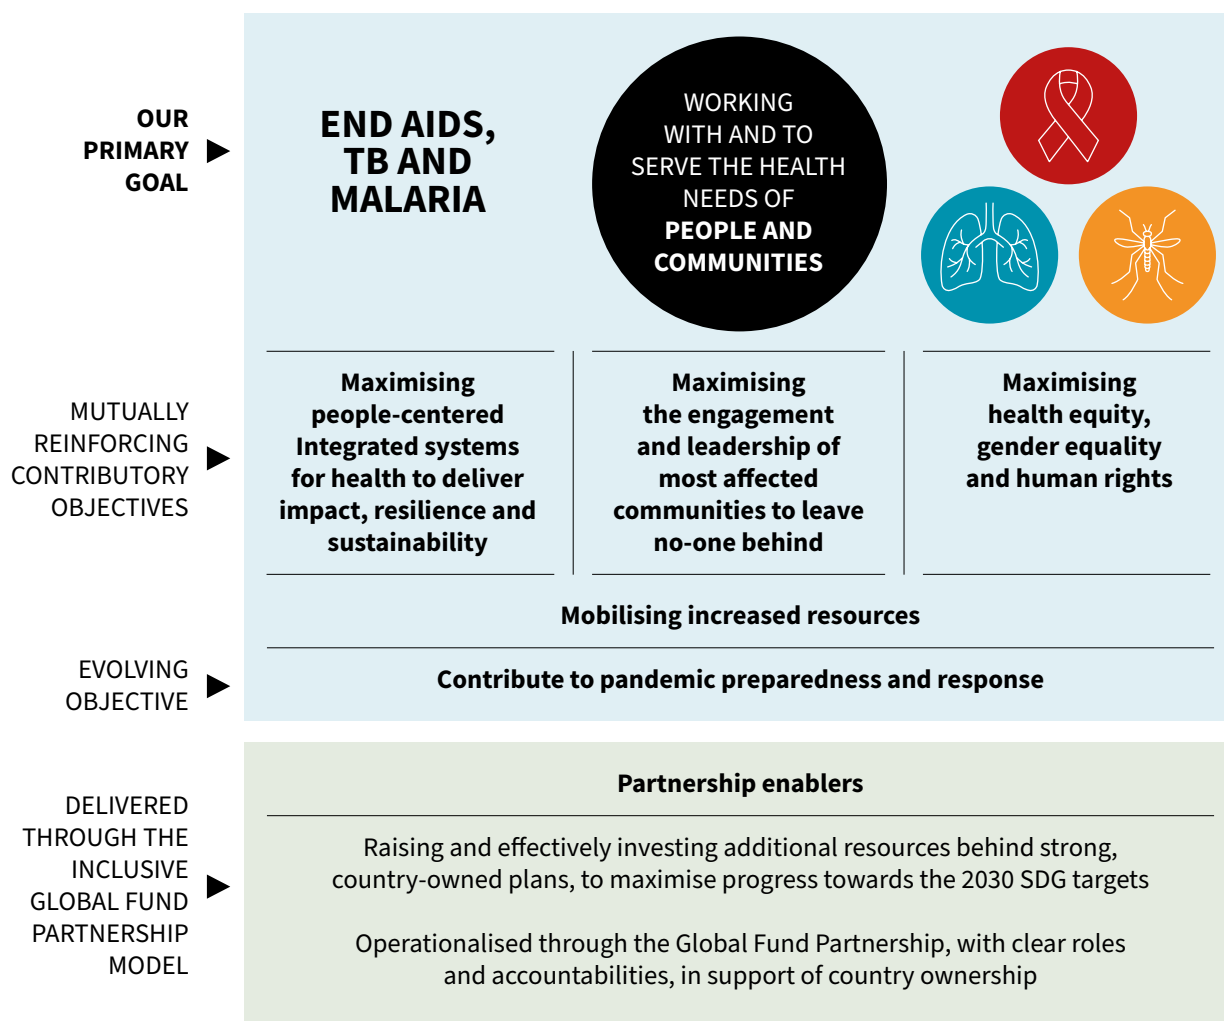 OUR
PRIMARY
GOAL
END AIDS,
TB AND
MALARIA
WORKING
WITH AND TO
SERVE THE HEALTH
NEEDS OF
PEOPLE AND
COMMUNITIES
MUTUALLY
REINFORCING
CONTRIBUTORY
OBJECTIVES
Maximising
people-centered
Integrated systems
for health to deliver
impact, resilience and
sustainability
Maximising
the engagement
and leadership of
most affected
communities to leave
no-one behind
Maximising
health equity,
gender equality
and human rights
Mobilising increased resources
EVOLVING
OBJECTIVE
Contribute to pandemic preparedness and response
DELIVERED
THROUGH THE
INCLUSIVE
GLOBAL FUND
PARTNERSHIP
MODEL
Partnership enablers
Raising and effectively investing additional resources behind strong,
country-owned plans, to maximise progress towards the 2030 SDG targets
Operationalised through the Global Fund Partnership, with clear roles
and accountabilities, in support of country ownership